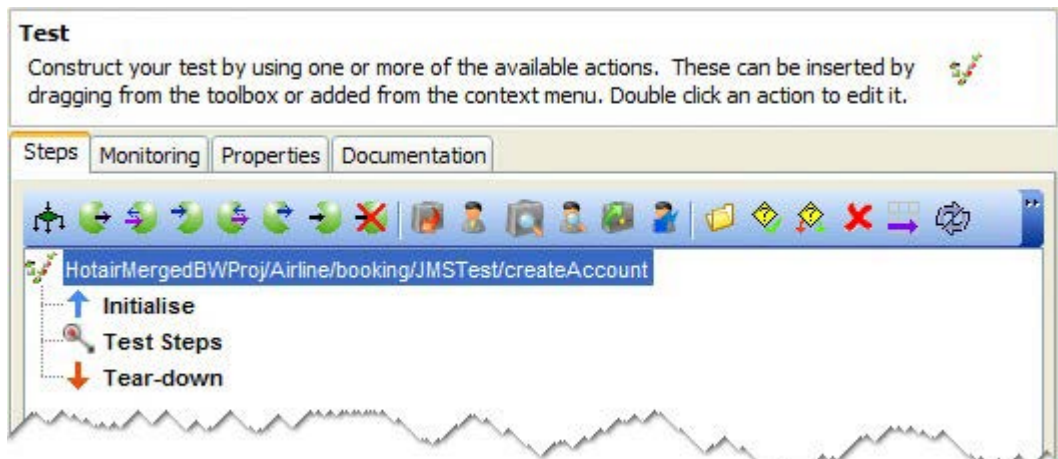 Test
Construct your test by using one or more of the available actions.  These can be inserted by
dragging from the toolbox or added from the context menu. Double click an action to edit it.
Steps Monitoring Properties Documentation
HotairMergedBWProj/Airline/booking/JMSTest/createAccount
Initialise
Test Steps
Tear-down